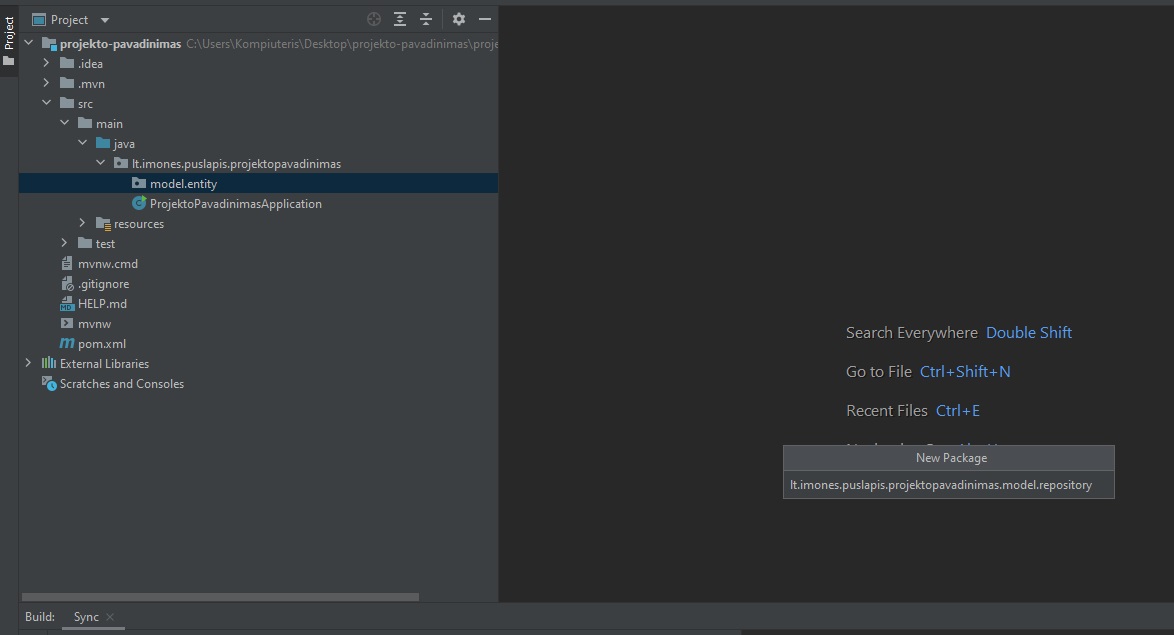 Project
Project
projekto-pavadinimas C:\Users\Kompiuteris\Desktop\projekto-pavadinimas\proje
.idea
.mvn
src
main
java
lt.imones.puslapis.projektopavadinimas
model.entity
ProjektoPavadinimasApplication
resources
test
mvnw.cmd
.gitignore
HELP.md
mvnw
pom.xml
External Libraries
Scratches and Consoles
Search Everywhere Double Shift
Go to File Ctrl+Shift+N
Recent Files Ctrl+E
New Package
lt.imones.puslapis.projektopavadinimas.model.repository
Build: Sync